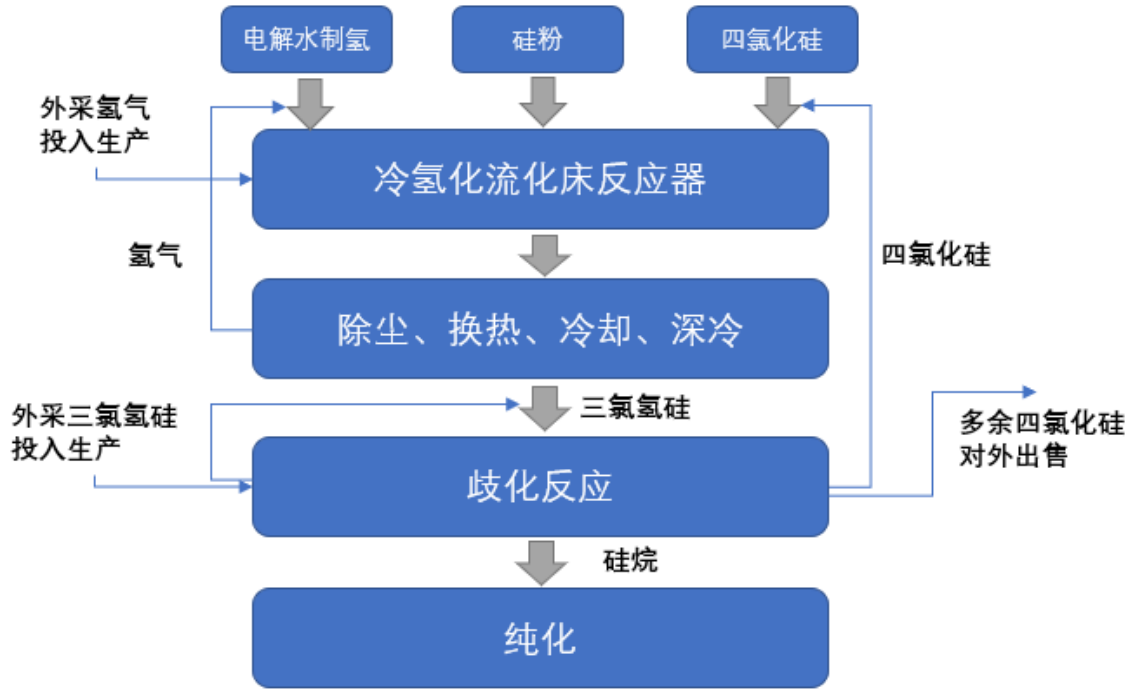 电解水制氢
硅粉
四氯化硅
外采氢气
投入生产
冷氢化流化床反应器
氢气
四氯化硅
除尘、换热、冷却、深冷
外采三氯氢硅
投入生产
三氯氢硅
多余四氯化硅
对外出售
歧化反应
硅烷
纯化